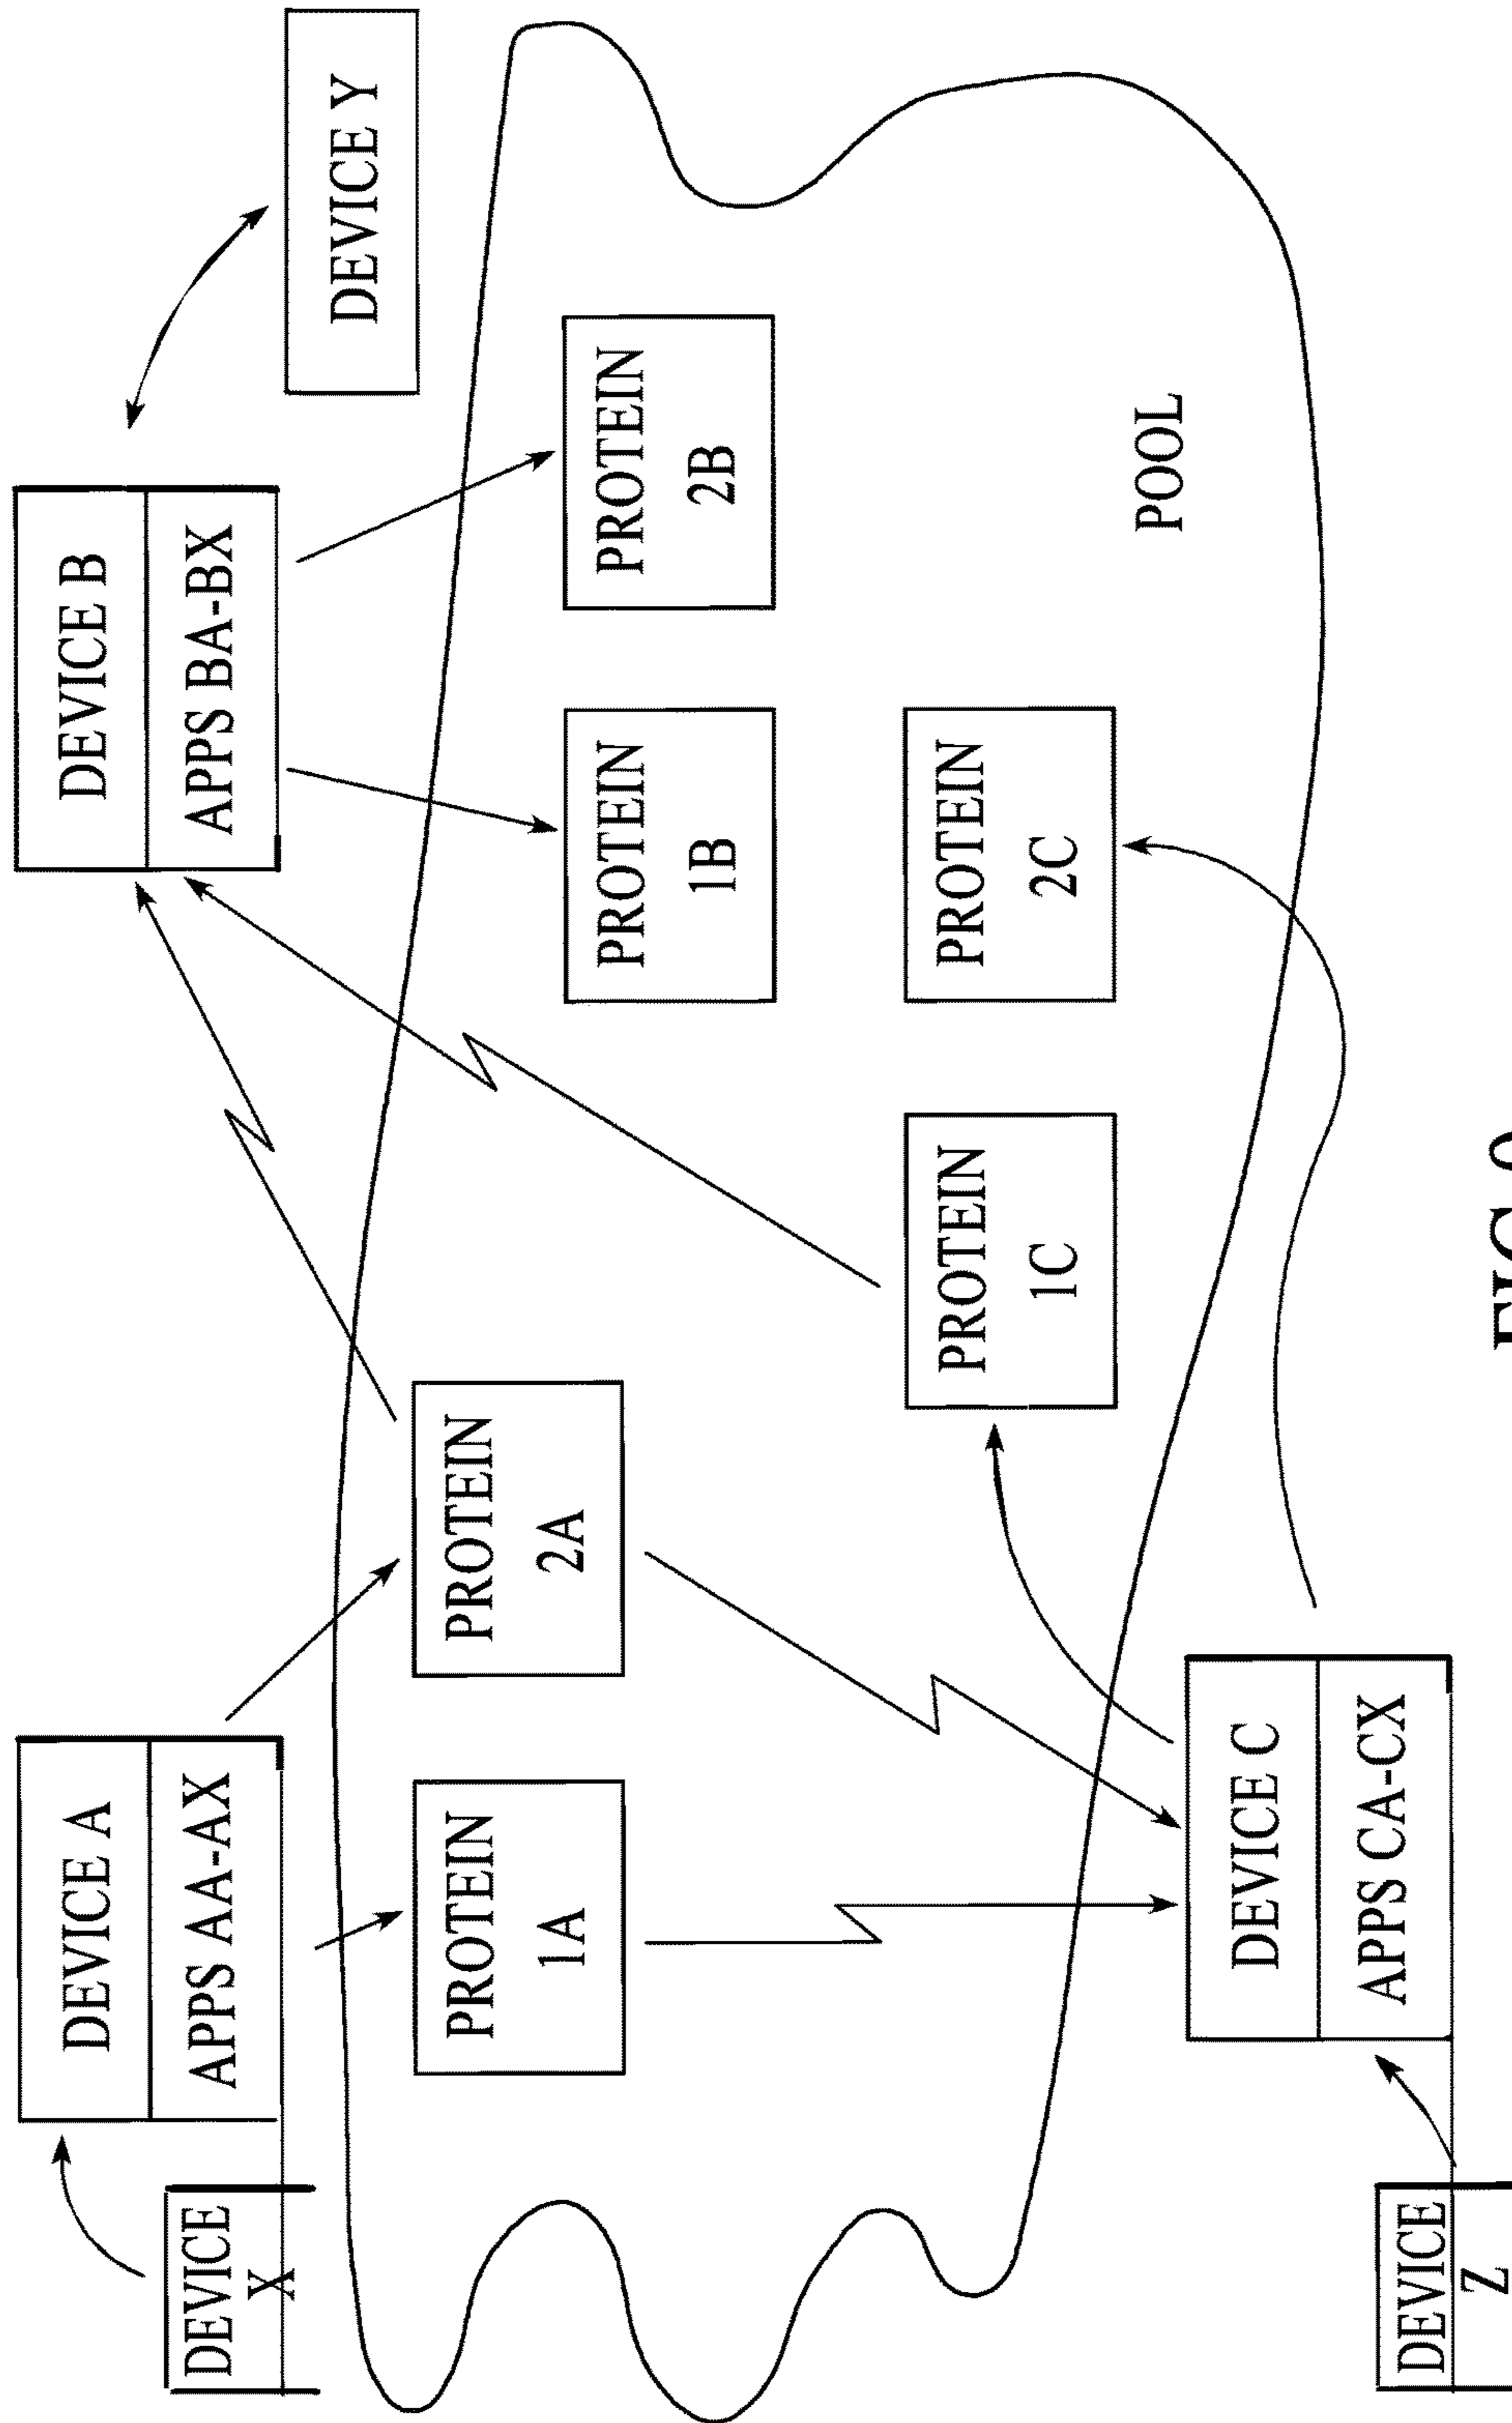 DEVICE
X
DEVICE A
APPS AA-AX
DEVICE B
APPS BA-BX
DEVICE Y
PROTEIN
1A
PROTEIN
2A
PROTEIN
1B
PROTEIN
2B
PROTEIN
1C
PROTEIN
2C
POOL
DEVICE C
APPS CA-CX
DEVICE
Z